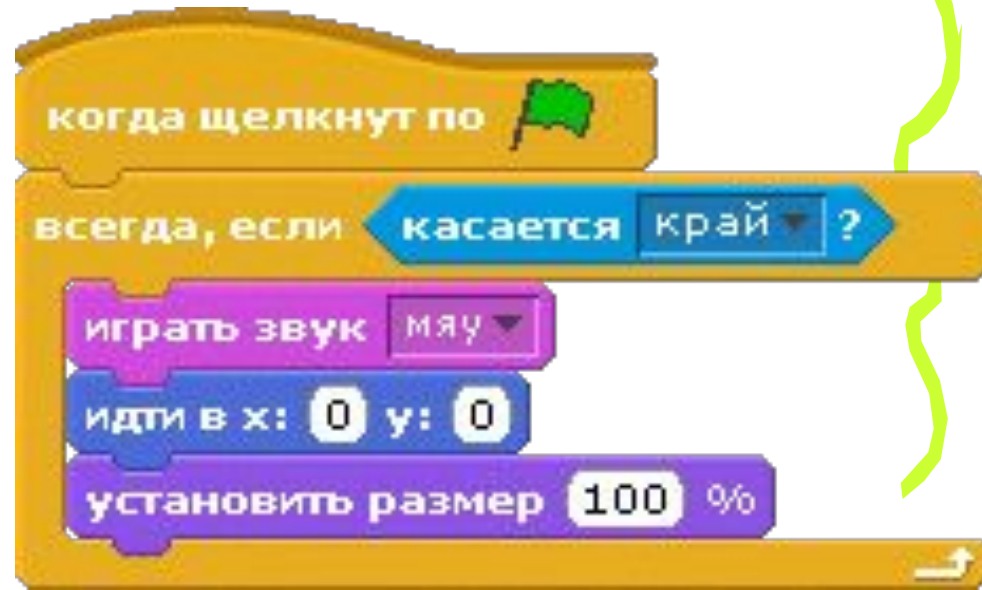 когда щелкнут по
всегда, если касается край ?
играть звук мяу
идти в x: 0 y: 0
установить размер 100 %